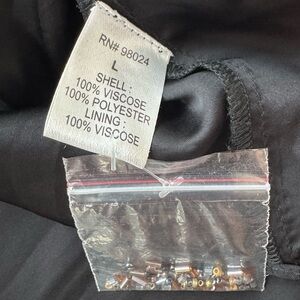 RN# 98024
L
SHELL :
100% VISCOSE
100% POLYESTER
LINING :
100% VISCOSE